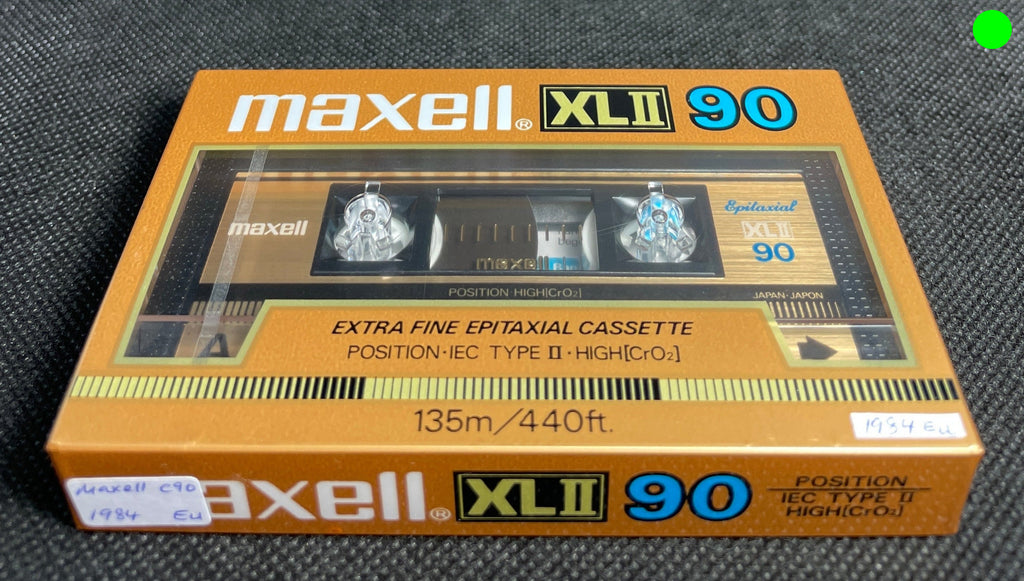 maxell® XLII 90
maxell
Epitaxial
XLII
90
maxell
POSITION HIGH[CrO₂]
JAPAN·JAPON
A
EXTRA FINE EPITAXIAL CASSETTE
POSITION·IEC TYPE II·HIGH[CrO₂]
135m/440ft.
1984 Eu
Maxell C90
1984 Eu
axell® XLII 90
POSITION
IEC TYPE II
HIGH[CrO₂]